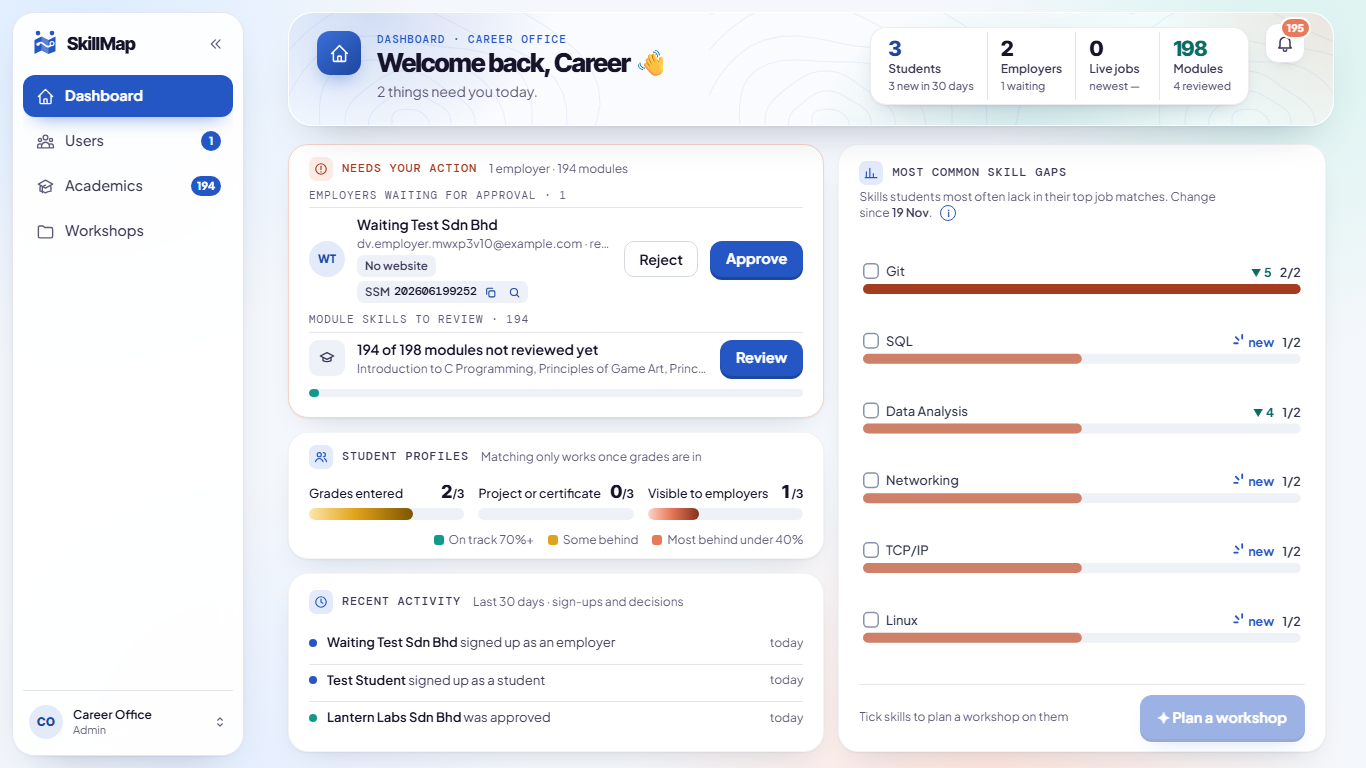 SkillMap
Dashboard
Users
1
Academics
194
Workshops
CO
Career Office
Admin
DASHBOARD · CAREER OFFICE
Welcome back, Career 👋
2 things need you today.
3
Students
3 new in 30 days
2
Employers
1 waiting
0
Live jobs
newest —
198
Modules
4 reviewed
195
NEEDS YOUR ACTION 1 employer · 194 modules
EMPLOYERS WAITING FOR APPROVAL · 1
WT
Waiting Test Sdn Bhd
dv.employer.mwxp3v10@example.com · re...
No website
SSM 202606199252
Reject
Approve
MODULE SKILLS TO REVIEW · 194
194 of 198 modules not reviewed yet
Introduction to C Programming, Principles of Game Art, Princ...
Review
STUDENT PROFILES Matching only works once grades are in
Grades entered 2/3
Project or certificate 0/3
Visible to employers 1/3
On track 70%+ Some behind Most behind under 40%
RECENT ACTIVITY Last 30 days · sign-ups and decisions
Waiting Test Sdn Bhd signed up as an employer today
Test Student signed up as a student today
Lantern Labs Sdn Bhd was approved today
MOST COMMON SKILL GAPS
Skills students most often lack in their top job matches. Change
since 19 Nov. i
Git ▼5 2/2
SQL new 1/2
Data Analysis ▼4 1/2
Networking new 1/2
TCP/IP new 1/2
Linux new 1/2
Tick skills to plan a workshop on them
✦ Plan a workshop